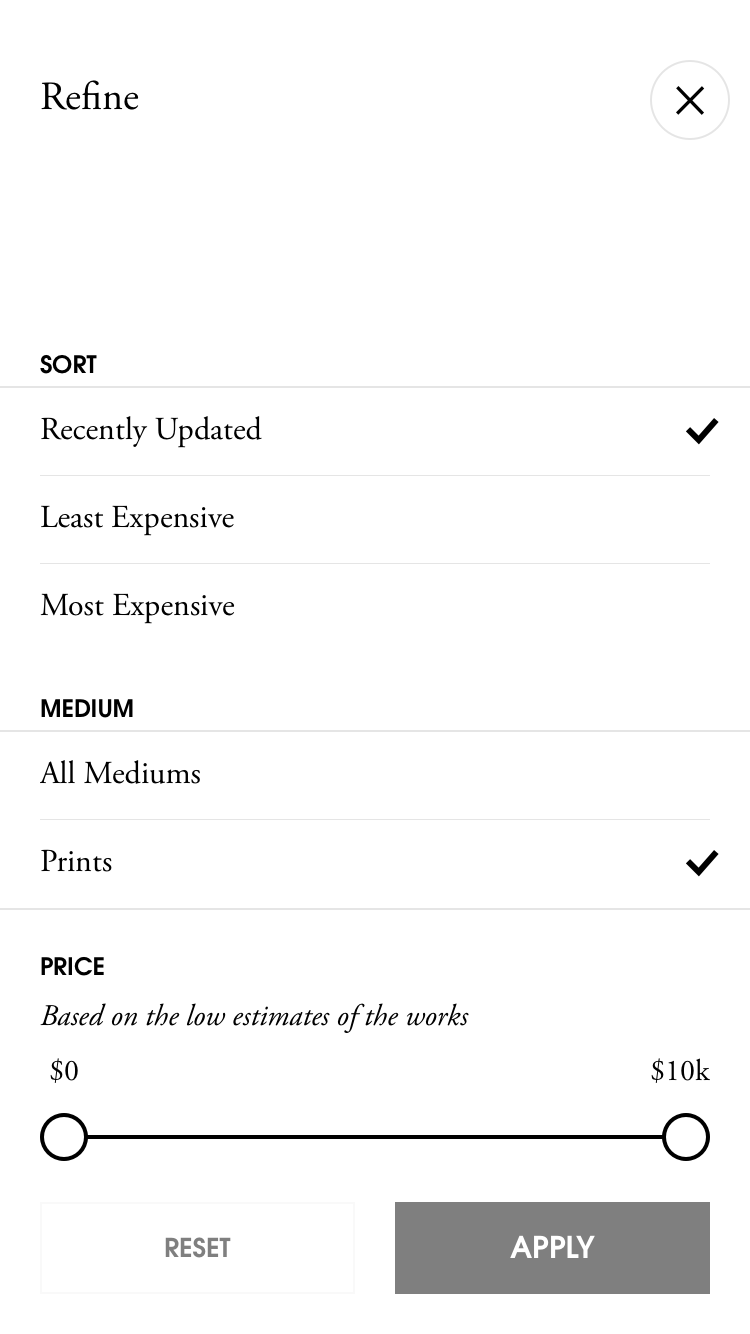 Refine
SORT
Recently Updated
Least Expensive
Most Expensive
MEDIUM
All Mediums
Prints
PRICE
Based on the low estimates of the works
$0 $10k
RESET APPLY